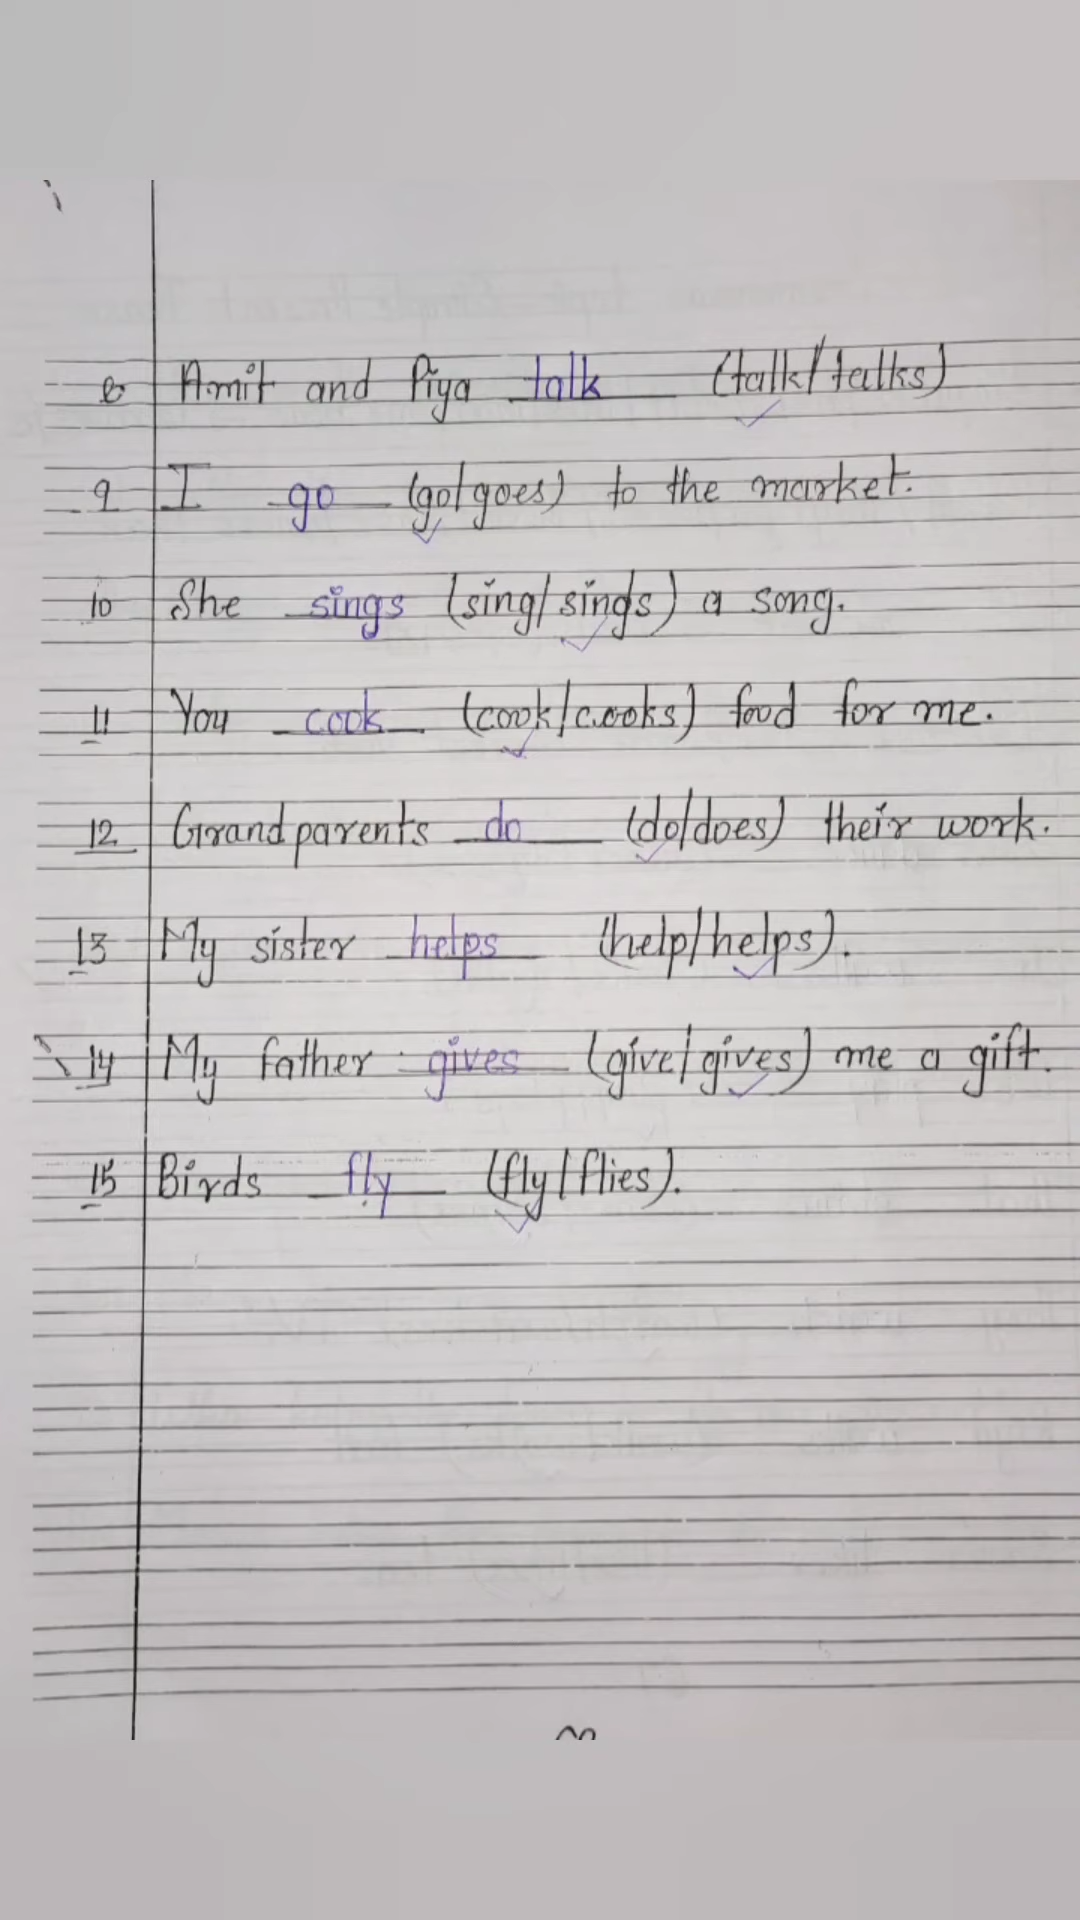 8 Amit and Piya talk (talk/talks)
9 I go (go/goes) to the market.
10 She sings (sing/sings) a song.
11 You cook (cook/cooks) food for me.
12 Grandparents do (do/does) their work.
13 My sister helps (help/helps).
14 My father gives (give/gives) me a gift.
15 Birds fly (fly/flies).